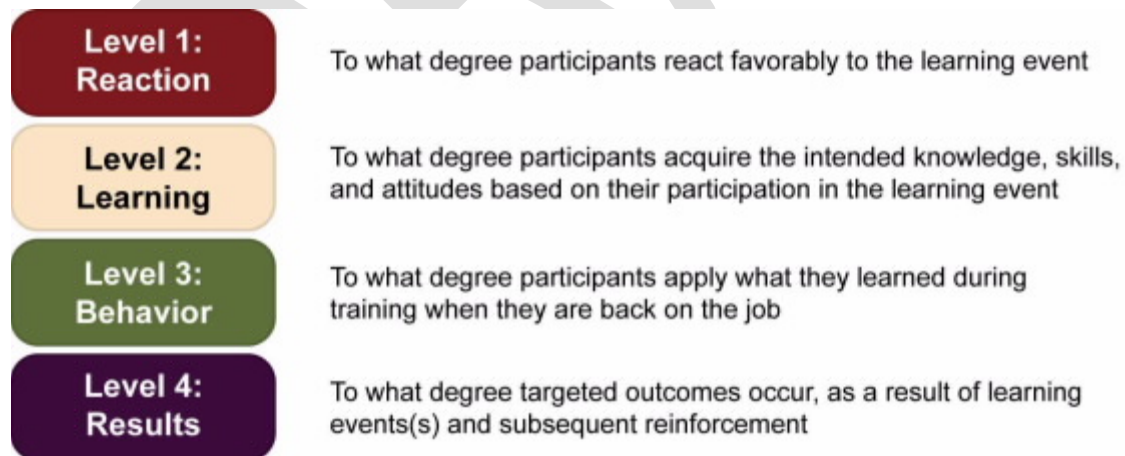 Level 1:
Reaction
To what degree participants react favorably to the learning event
Level 2:
Learning
To what degree participants acquire the intended knowledge, skills,
and attitudes based on their participation in the learning event
Level 3:
Behavior
To what degree participants apply what they learned during
training when they are back on the job
Level 4:
Results
To what degree targeted outcomes occur, as a result of learning
events(s) and subsequent reinforcement